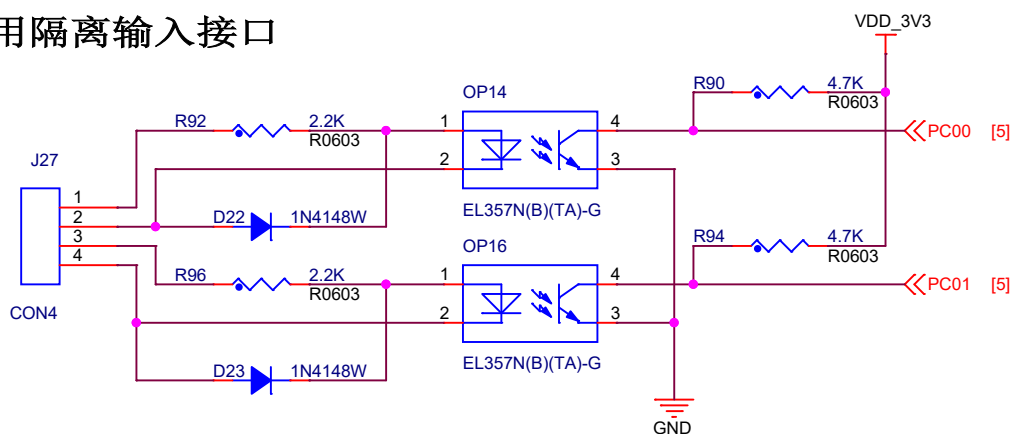 用隔离输入接口
VDD_3V3
R90 4.7K
R0603
OP14
R92 2.2K
R0603
1 4
PC00 [5]
J27
2 3
1
2
3
4
D22 1N4148W
EL357N(B)(TA)-G
R94 4.7K
R0603
OP16
R96 2.2K
R0603
1 4
PC01 [5]
CON4
2 3
D23 1N4148W
EL357N(B)(TA)-G
GND